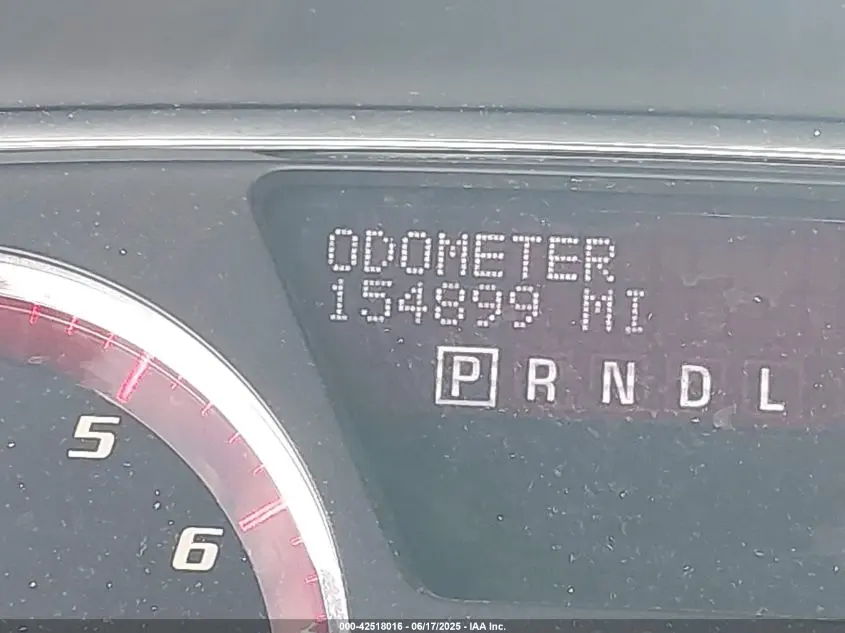 ODOMETER
154899 MI
P R N D L
5
6
000-42518016 - 06/17/2025 - IAA Inc.